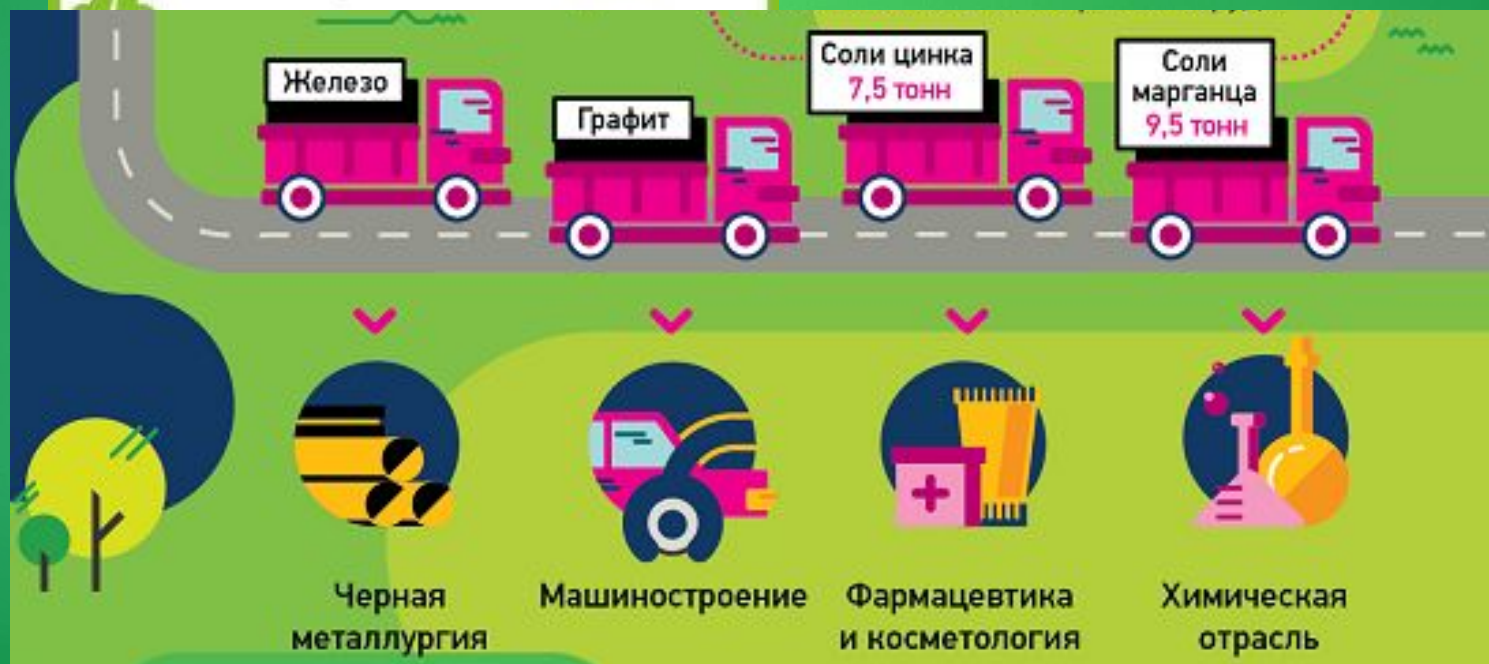 Железо
Графит
Соли цинка
7,5 тонн
Соли
марганца
9,5 тонн
Черная
металлургия
Машиностроение
Фармацевтика
и косметология
Химическая
отрасль